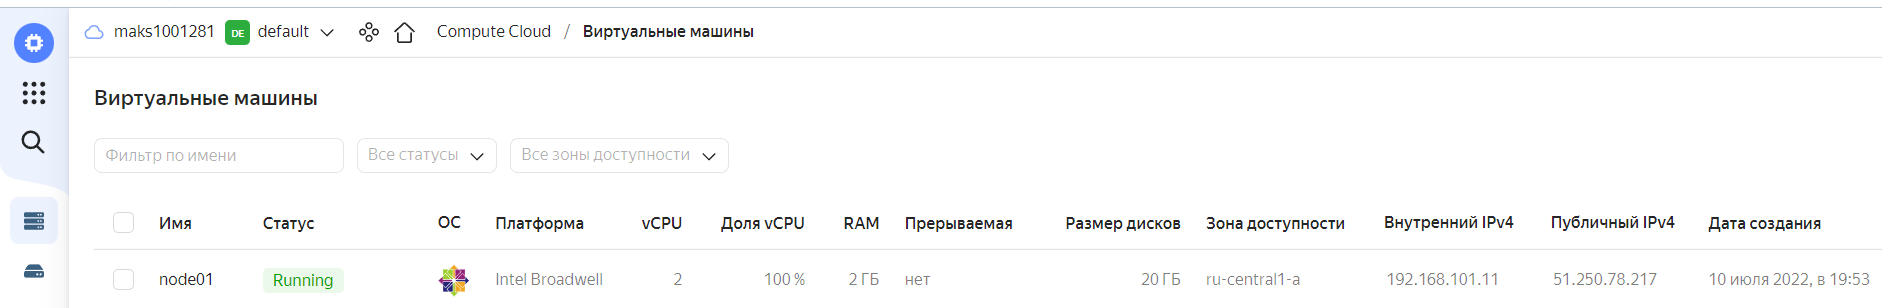 maks1001281 DE default Compute Cloud / Виртуальные машины
Виртуальные машины
Фильтр по имени Все статусы Все зоны доступности
Имя Статус ОС Платформа vCPU Доля vCPU RAM Прерываемая Размер дисков Зона доступности Внутренний IPv4 Публичный IPv4 Дата создания
node01 Running Intel Broadwell 2 100 % 2 ГБ нет 20 ГБ ru-central1-a 192.168.101.11 51.250.78.217 10 июля 2022, в 19:53